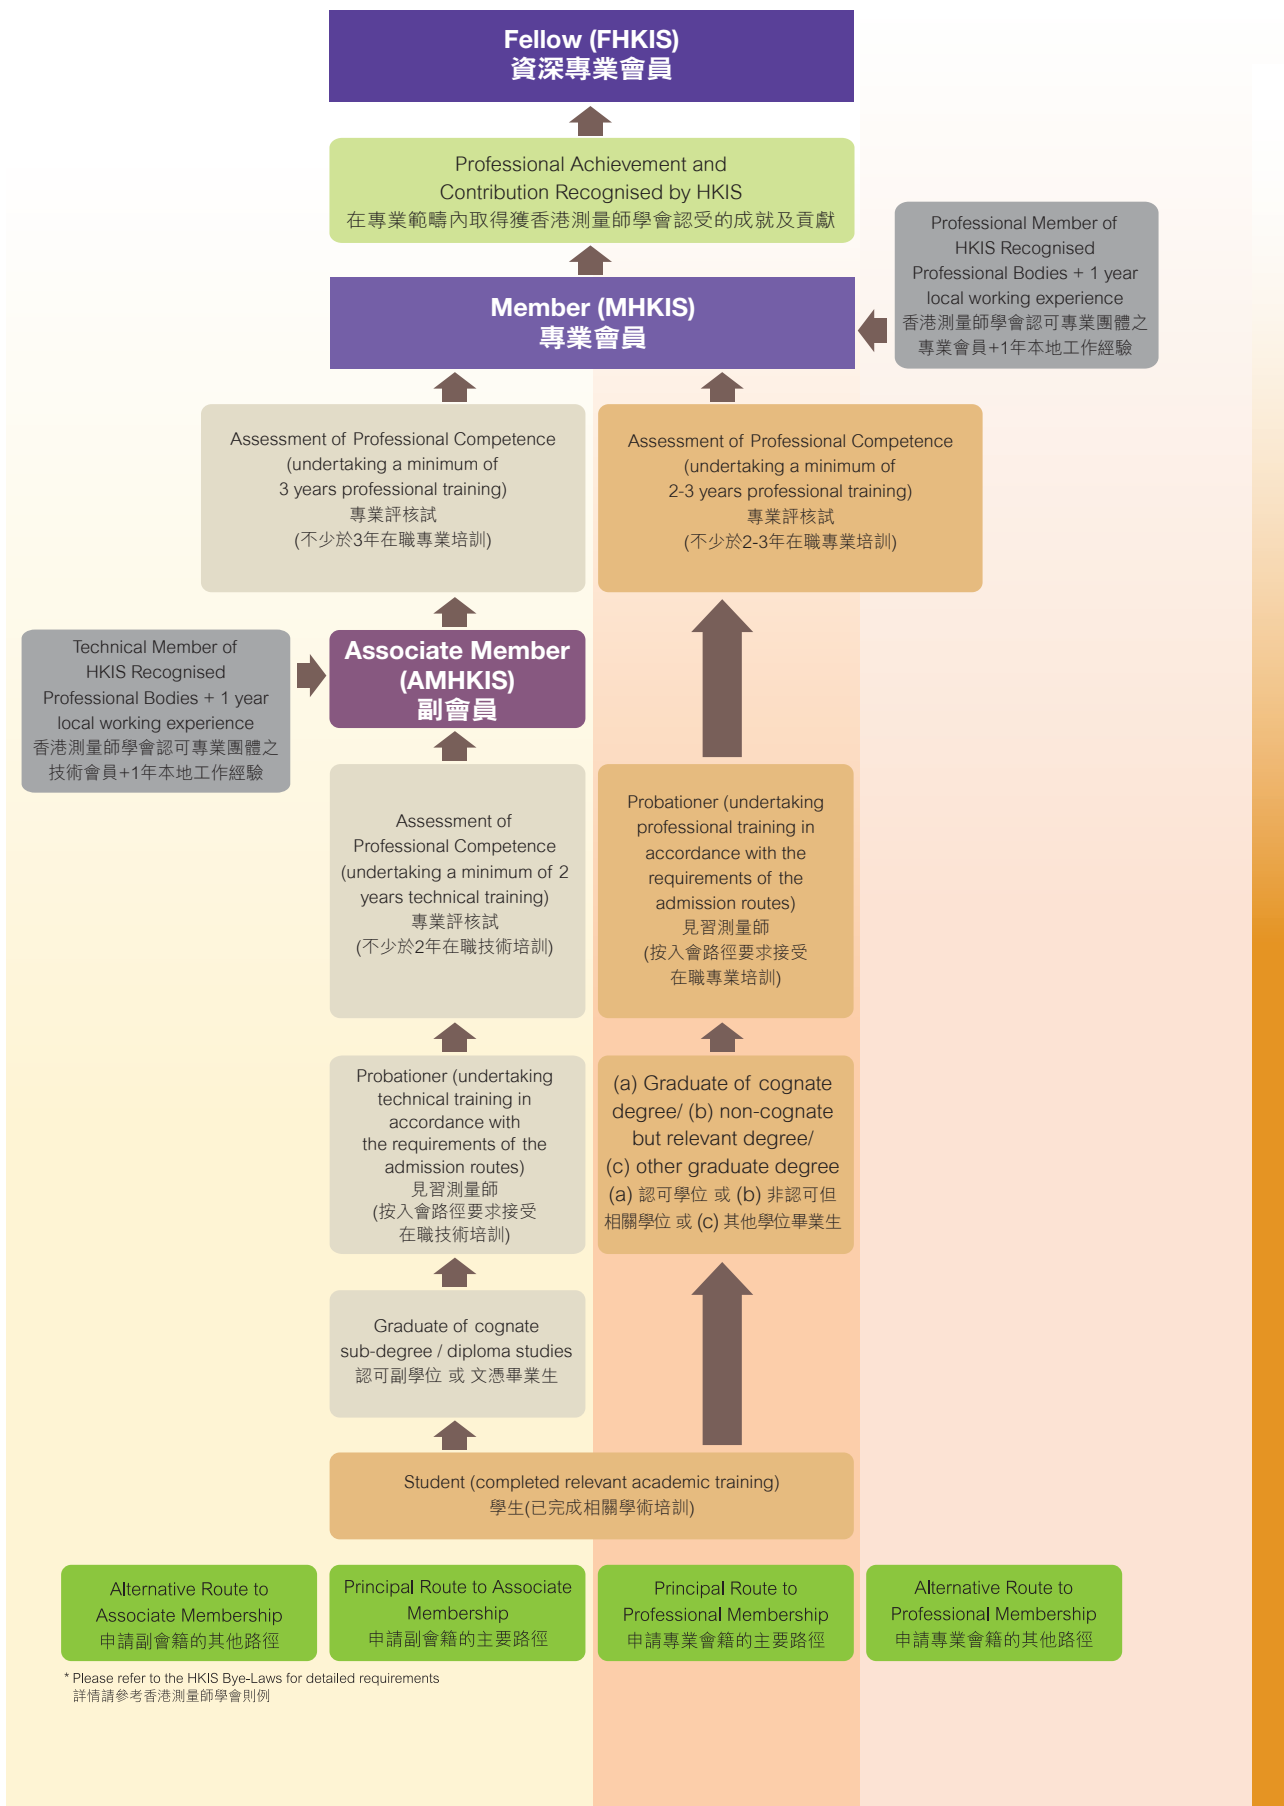 Fellow (FHKIS)
資深專業會員
Professional Achievement and
Contribution Recognised by HKIS
在專業範疇內取得獲香港測量師學會認受的成就及貢獻
Professional Member of
HKIS Recognised
Professional Bodies + 1 year
local working experience
香港測量師學會認可專業團體之
專業會員+1年本地工作經驗
Member (MHKIS)
專業會員
Assessment of Professional Competence
(undertaking a minimum of
3 years professional training)
專業評核試
(不少於3年在職專業培訓)
Assessment of Professional Competence
(undertaking a minimum of
2-3 years professional training)
專業評核試
(不少於2-3年在職專業培訓)
Technical Member of
HKIS Recognised
Professional Bodies + 1 year
local working experience
香港測量師學會認可專業團體之
技術會員+1年本地工作經驗
Associate Member
(AMHKIS)
副會員
Assessment of
Professional Competence
(undertaking a minimum of 2
years technical training)
專業評核試
(不少於2年在職技術培訓)
Probationer (undertaking
professional training in
accordance with the
requirements of the
admission routes)
見習測量師
(按入會路徑要求接受
在職專業培訓)
Probationer (undertaking
technical training in
accordance with
the requirements of the
admission routes)
見習測量師
(按入會路徑要求接受
在職技術培訓)
(a) Graduate of cognate
degree/ (b) non-cognate
but relevant degree/
(c) other graduate degree
(a) 認可學位 或 (b) 非認可但
相關學位 或 (c) 其他學位畢業生
Graduate of cognate
sub-degree / diploma studies
認可副學位 或 文憑畢業生
Student (completed relevant academic training)
學生(已完成相關學術培訓)
Alternative Route to
Associate Membership
申請副會籍的其他路徑
Principal Route to Associate
Membership
申請副會籍的主要路徑
Principal Route to
Professional Membership
申請專業會籍的主要路徑
Alternative Route to
Professional Membership
申請專業會籍的其他路徑
* Please refer to the HKIS Bye-Laws for detailed requirements
詳情請參考香港測量師學會則例